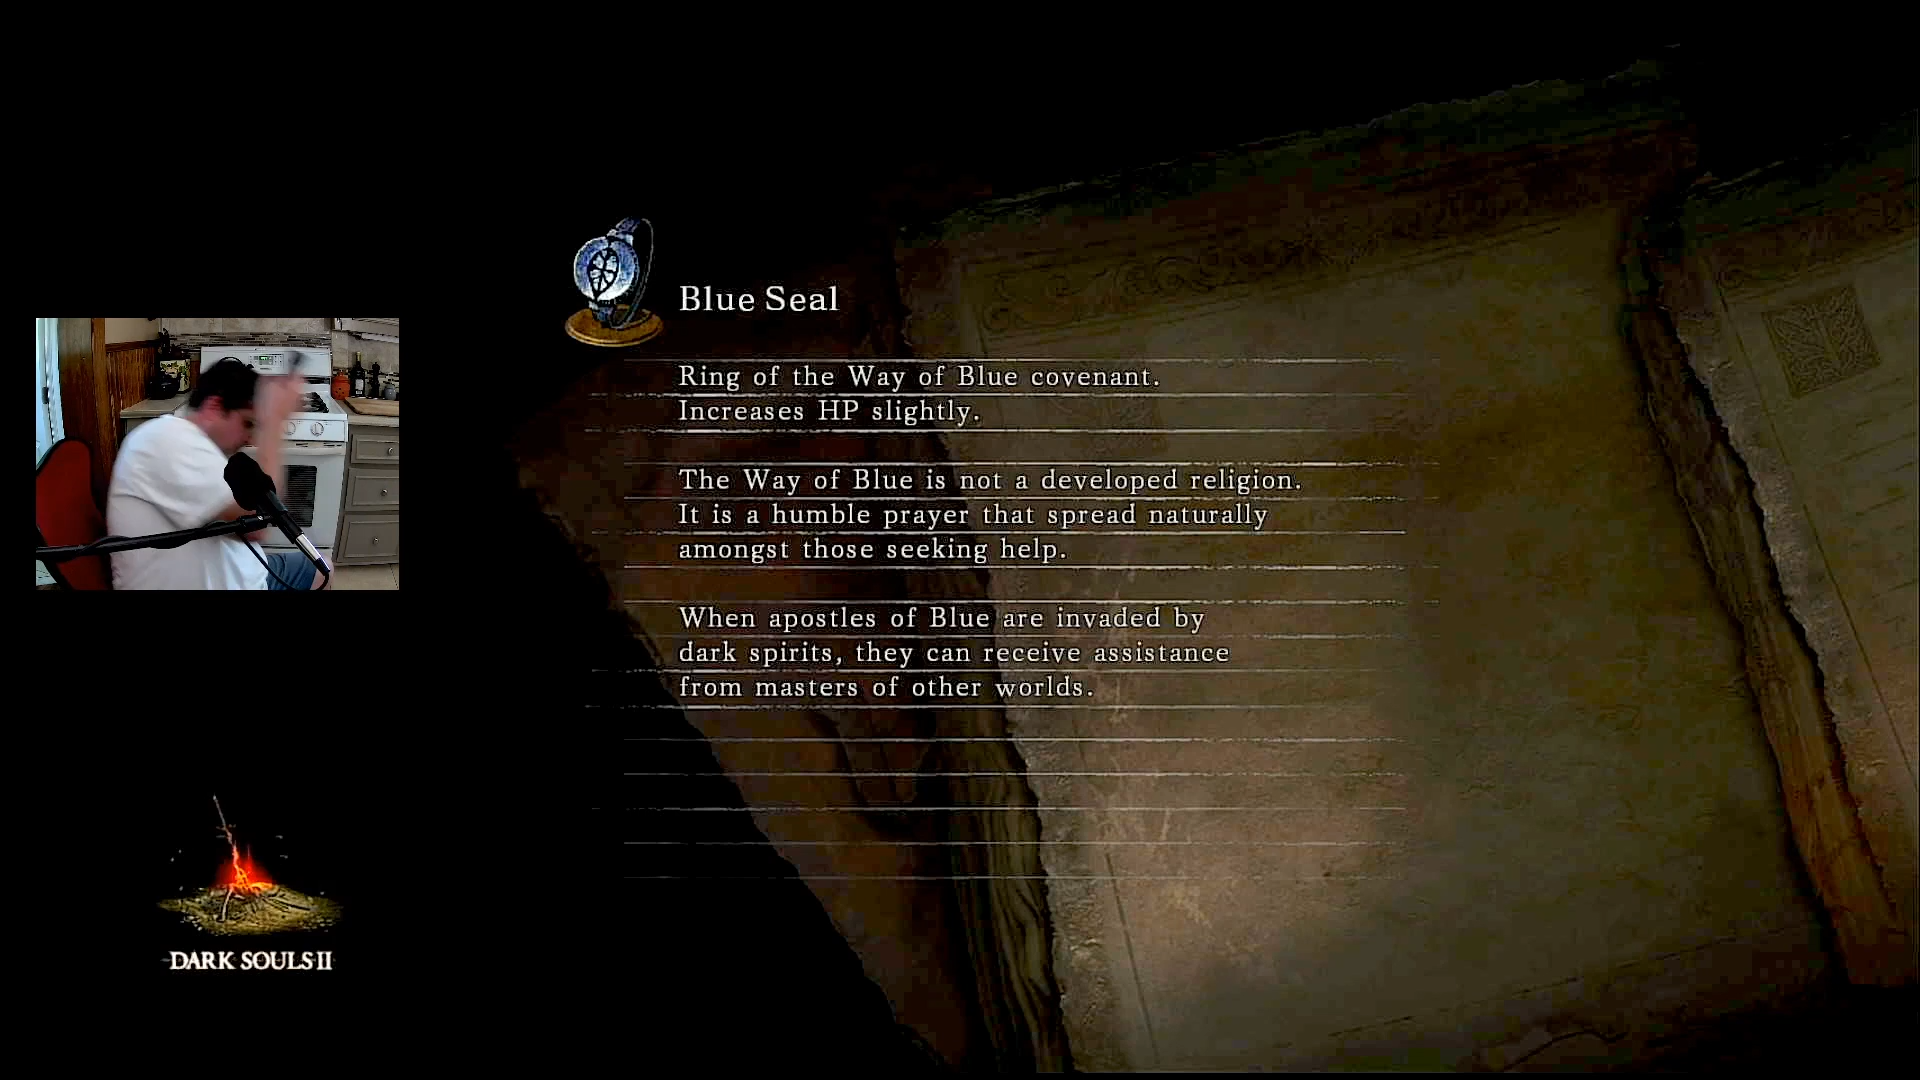 Blue Seal
Ring of the Way of Blue covenant.
Increases HP slightly.
The Way of Blue is not a developed religion.
It is a humble prayer that spread naturally
amongst those seeking help.
When apostles of Blue are invaded by
dark spirits, they can receive assistance
from masters of other worlds.
DARK SOULS II